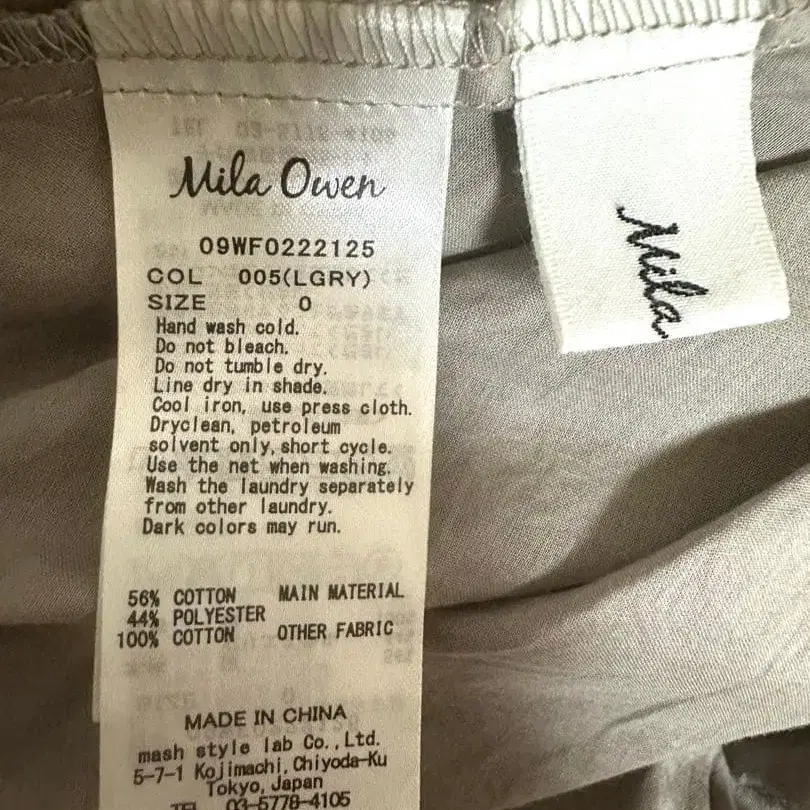 Mila Owen
09WF0222125
COL 005(LGRY)
SIZE 0
Hand wash cold.
Do not bleach.
Do not tumble dry.
Line dry in shade.
Cool iron, use press cloth.
Dryclean, petroleum
solvent only, short cycle.
Use the net when washing.
Wash the laundry separately
from other laundry.
Dark colors may run.
56% COTTON MAIN MATERIAL
44% POLYESTER
100% COTTON OTHER FABRIC
MADE IN CHINA
mash style lab Co., Ltd.
5-7-1 Kojimachi, Chiyoda-Ku
Tokyo, Japan
TEL 03-5778-4105
Mila